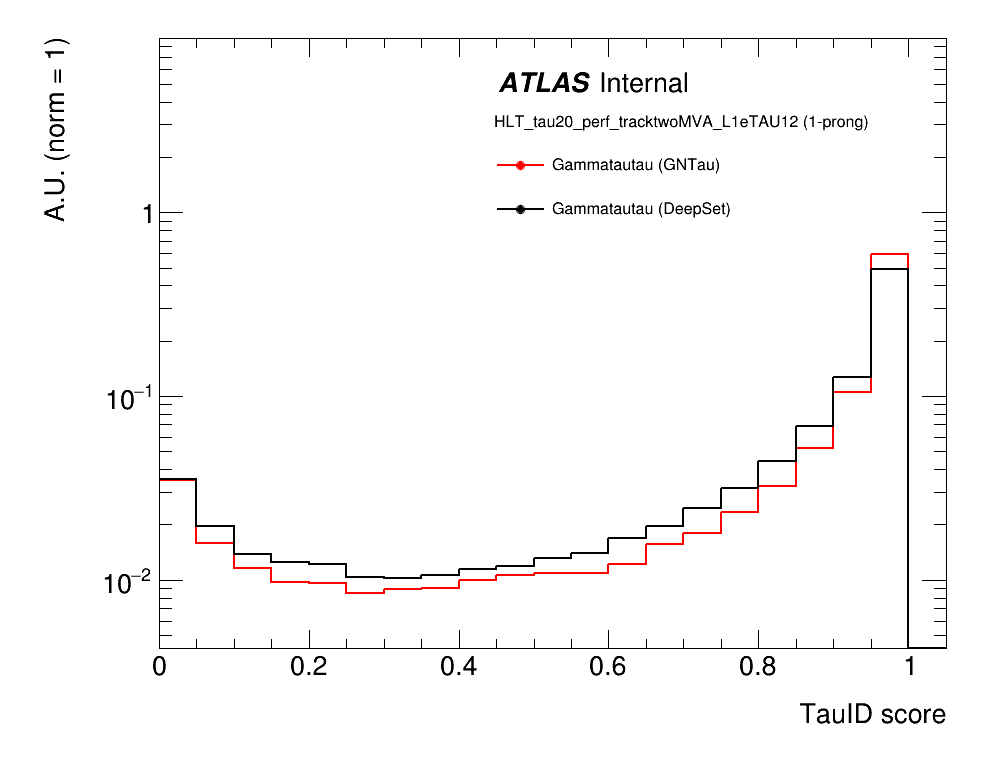 A.U. (norm = 1)
ATLAS Internal
HLT_tau20_perf_tracktwoMVA_L1eTAU12 (1-prong)
Gammatautau (GNTau)
Gammatautau (DeepSet)
1
10⁻¹
10⁻²
0 0.2 0.4 0.6 0.8 1
TauID score